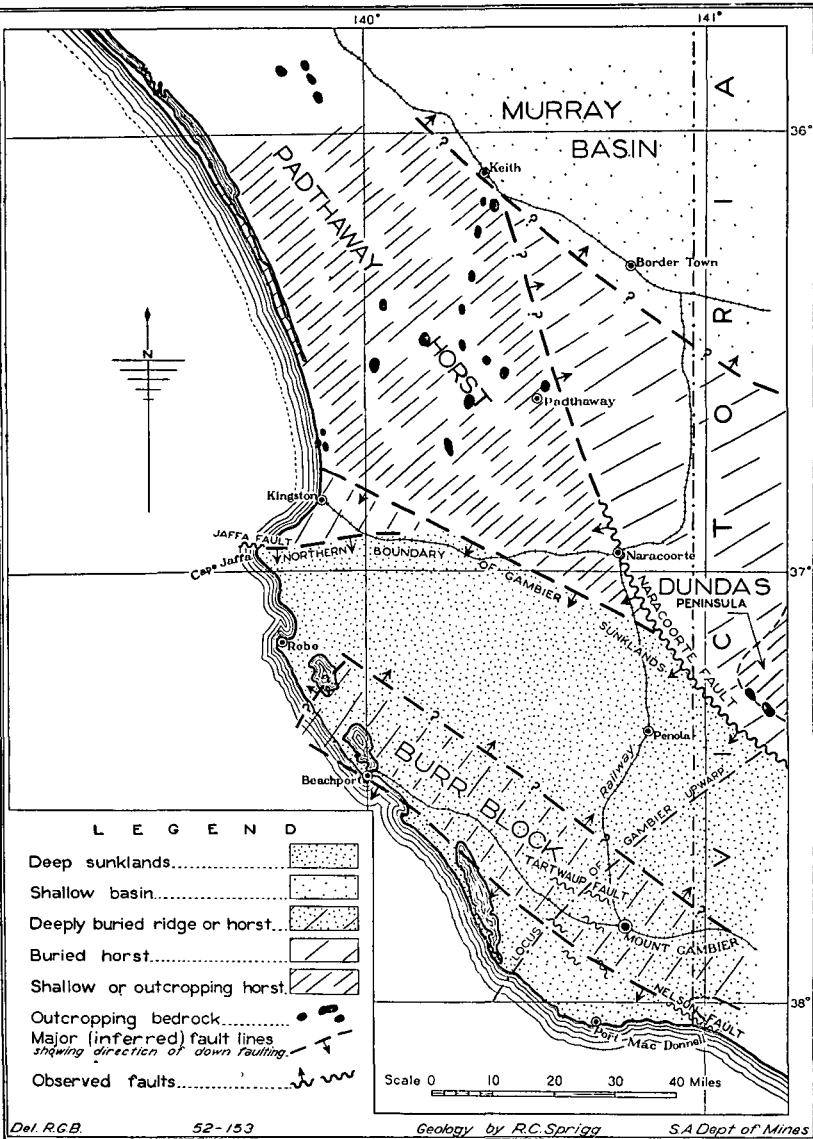 140°
141°
MURRAY
BASIN
36°
Keith
PADTHAWAY
HORST
Border Town
VICTORIA
N
Padthaway
Kingston
JAFFA FAULT
Cape Jaffa
NORTHERN BOUNDARY OF GAMBIER SUNKLANDS
Naracoorte
37°
NARACOORTE FAULT
DUNDAS
PENINSULA
Robe
Penola
Railway
BURR BLOCK
Beachport
GAMBIER UPWARP
TARTWAUP FAULT
LOCUS OF
MOUNT GAMBIER
NELSON FAULT
38°
Port Mac Donnell
LEGEND
Deep sunklands
Shallow basin
Deeply buried ridge or horst
Buried horst
Shallow or outcropping horst
Outcropping bedrock
Major (inferred) fault lines
showing direction of down faulting
Observed faults
Scale 0 10 20 30 40 Miles
Del. R.G.B. 52-153 Geology by R.C. Sprigg S.A Dept of Mines